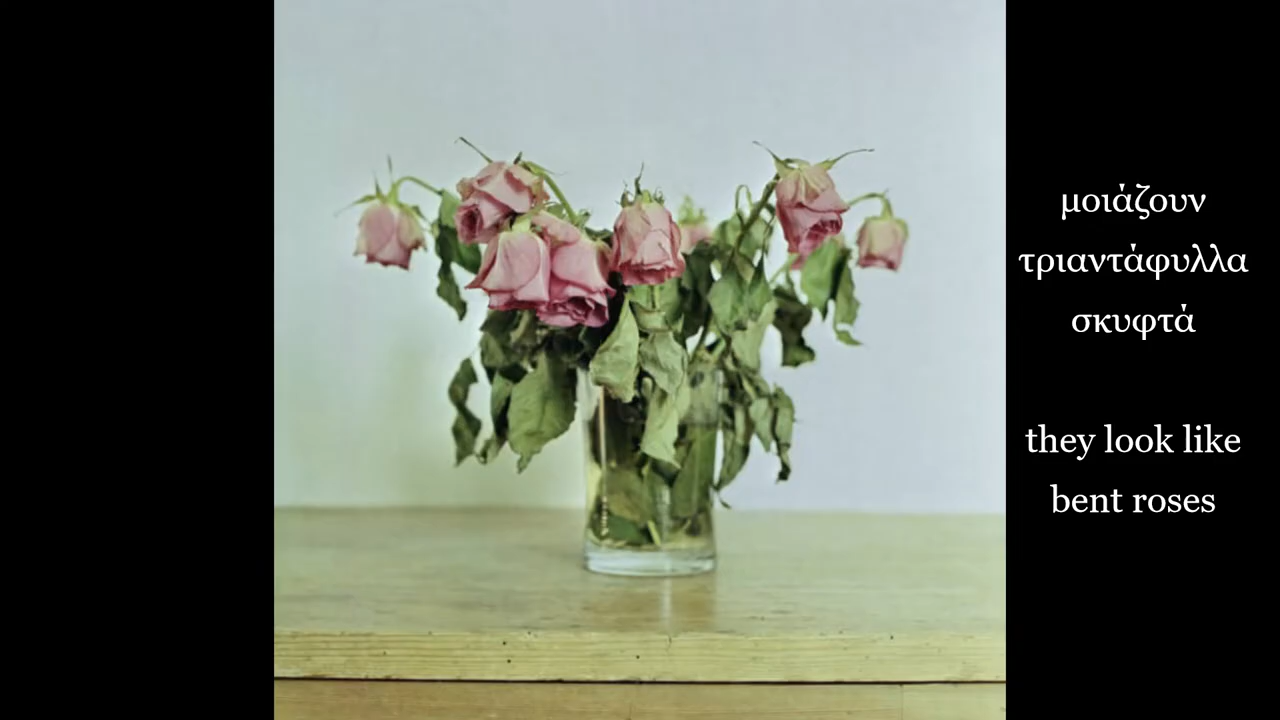 μοιάζουν
τριαντάφυλλα
σκυφτά
they look like
bent roses